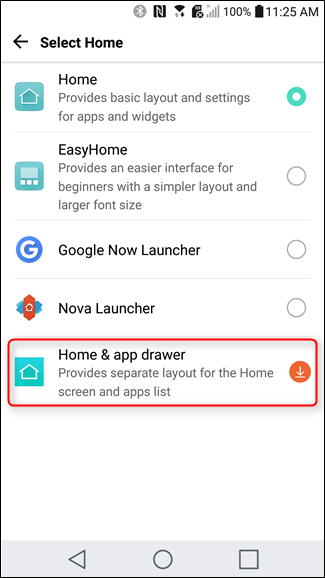 100% 11:25 AM
Select Home
Home
Provides basic layout and settings
for apps and widgets
EasyHome
Provides an easier interface for
beginners with a simpler layout and
larger font size
Google Now Launcher
Nova Launcher
Home & app drawer
Provides separate layout for the Home
screen and apps list